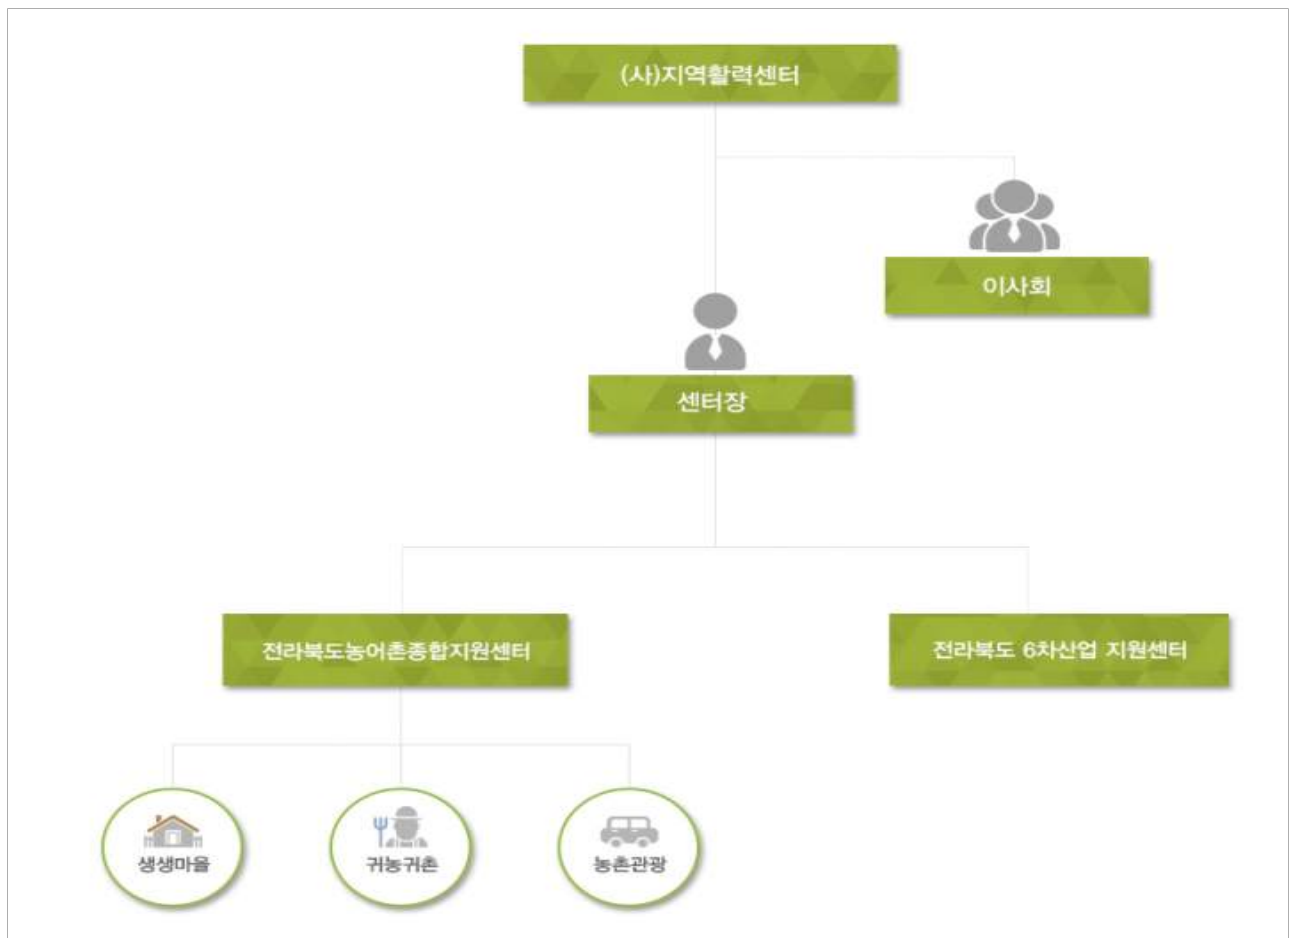 (사)지역활력센터
이사회
센터장
전라북도농어촌종합지원센터
전라북도 6차산업 지원센터
생생마을
귀농귀촌
농촌관광